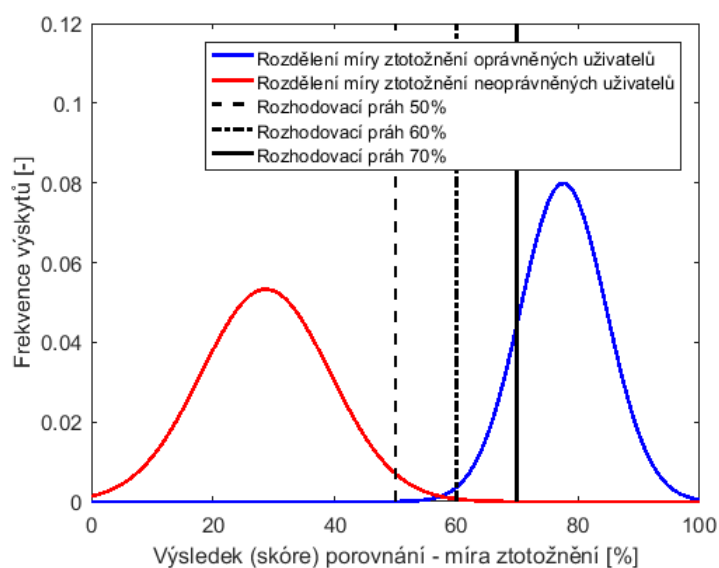 0.12
0.1
0.08
0.06
0.04
0.02
0
Frekvence výskytů [-]
Rozdělení míry ztotožnění oprávněných uživatelů
Rozdělení míry ztotožnění neoprávněných uživatelů
Rozhodovací práh 50%
Rozhodovací práh 60%
Rozhodovací práh 70%
0 20 40 60 80 100
Výsledek (skóre) porovnání - míra ztotožnění [%]